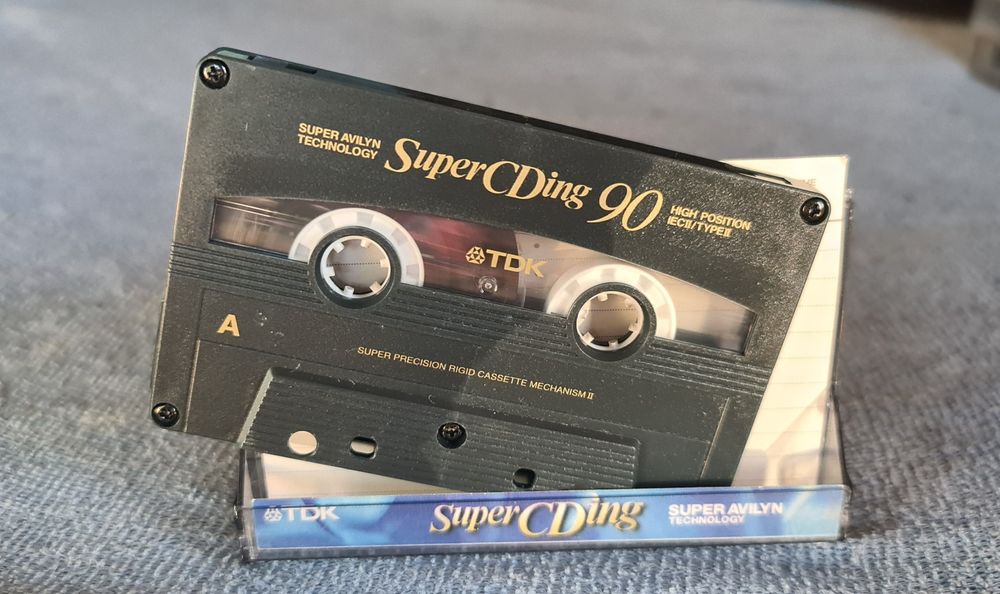 SUPER AVILYN
TECHNOLOGY
SuperCDing 90
HIGH POSITION
IECII/TYPEII
TDK
A
SUPER PRECISION RIGID CASSETTE MECHANISM II
TDK
SuperCDing
SUPER AVILYN
TECHNOLOGY